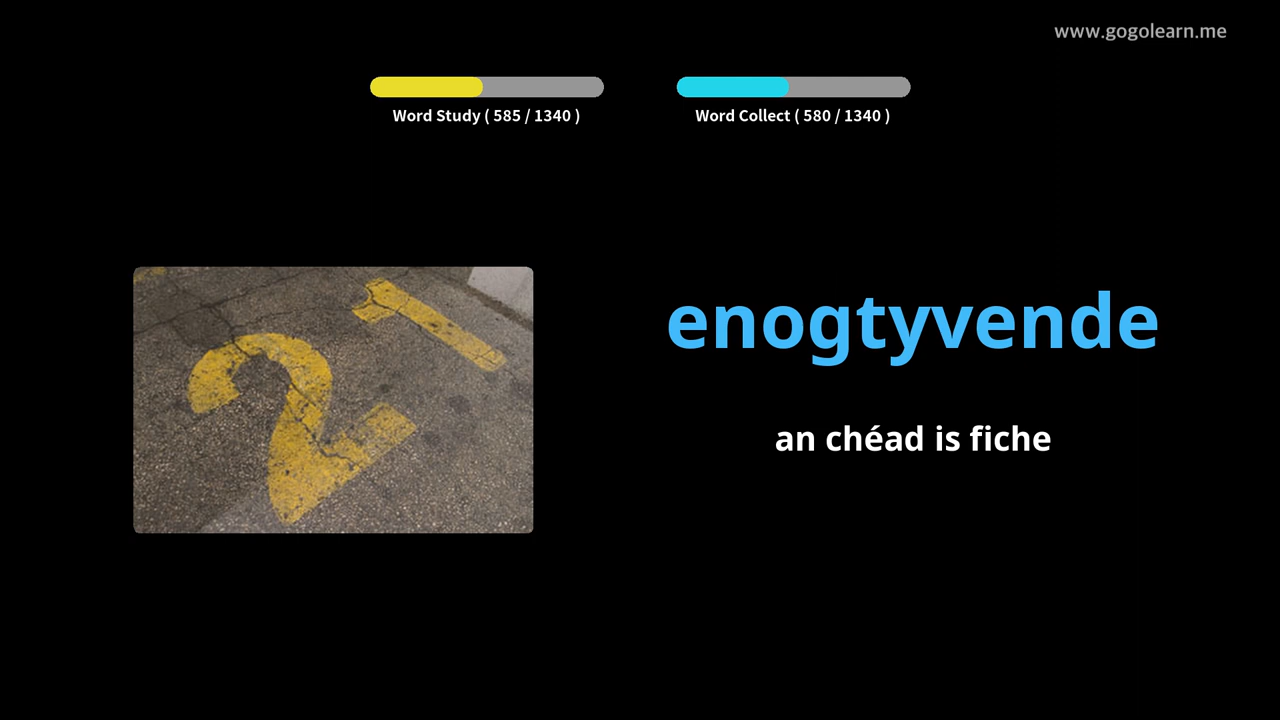 www.gogolearn.me
Word Study ( 585 / 1340 )
Word Collect ( 580 / 1340 )
21
enogtyvende
an chéad is fiche